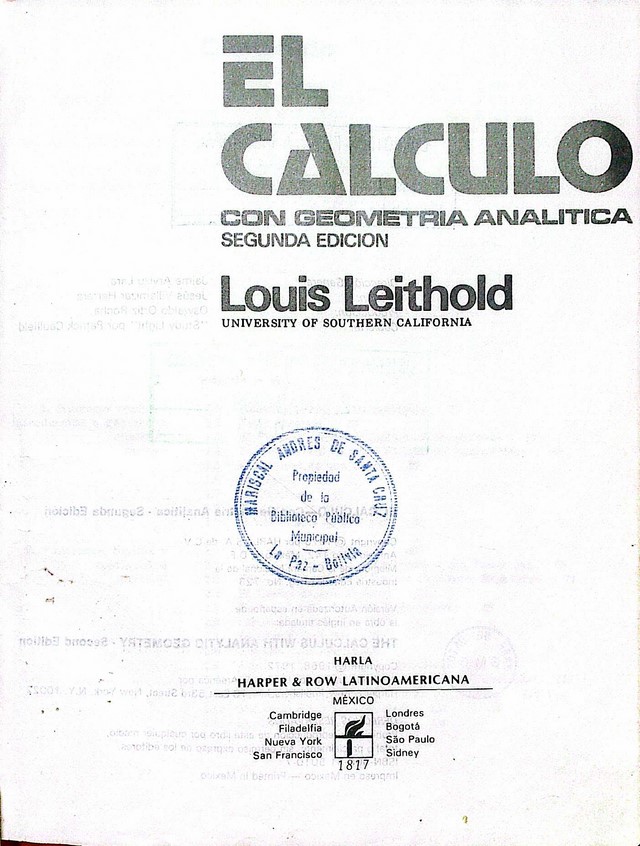 EL
CALCULO
CON GEOMETRIA ANALITICA
SEGUNDA EDICION
Louis Leithold
UNIVERSITY OF SOUTHERN CALIFORNIA
MARISCAL ANDRES DE SANTA CRUZ
Propiedad
de la
Biblioteca Público
Municipal
La Paz - Bolivia
HARLA
HARPER & ROW LATINOAMERICANA
MÉXICO
Cambridge
Filadelfia
Nueva York
San Francisco
Londres
Bogotá
São Paulo
Sidney
1817